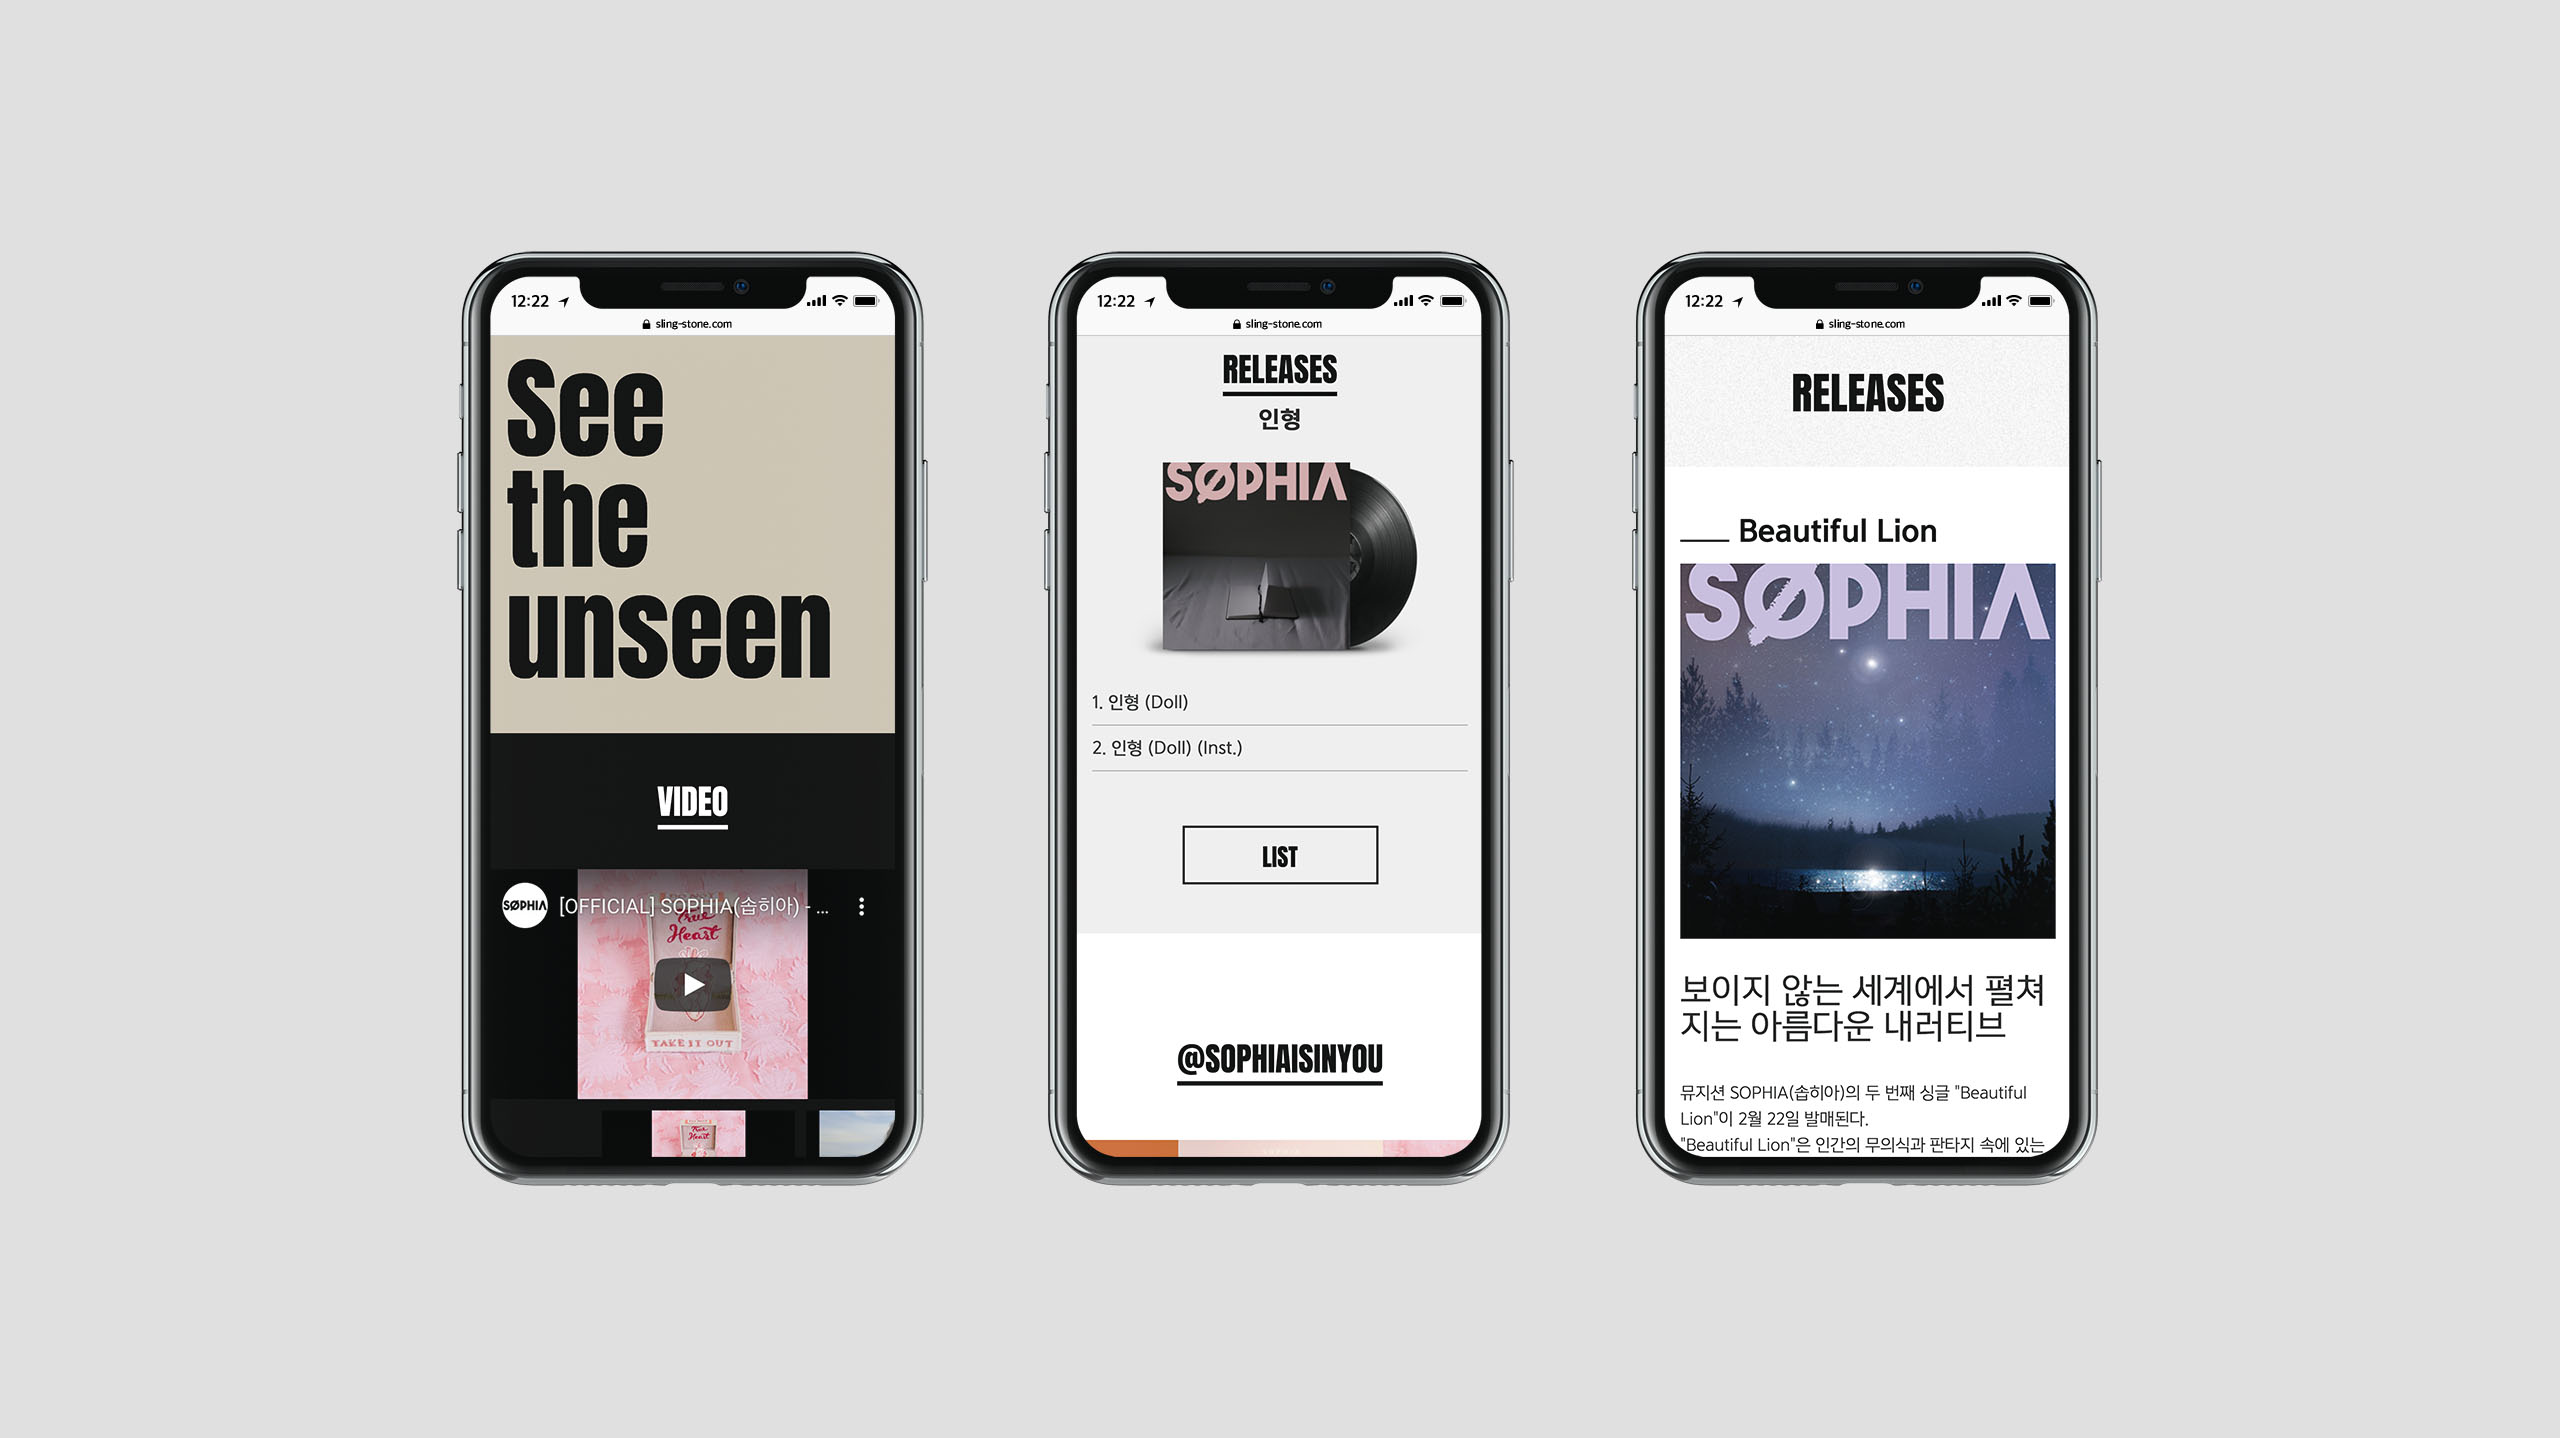 12:22
sling-stone.com
See
the
unseen
VIDEO
SØPHIA
[OFFICIAL] SOPHIA(솝히아) - ...
True
Heart
TAKE IT OUT
True
Heart
12:22
sling-stone.com
RELEASES
인형
SØPHIA
1. 인형 (Doll)
2. 인형 (Doll) (Inst.)
LIST
@SOPHIAISINYOU
12:22
sling-stone.com
RELEASES
Beautiful Lion
SØPHIA
보이지 않는 세계에서 펼쳐
지는 아름다운 내러티브
뮤지션 SOPHIA(솝히아)의 두 번째 싱글 "Beautiful
Lion"이 2월 22일 발매된다.
"Beautiful Lion"은 인간의 무의식과 판타지 속에 있는